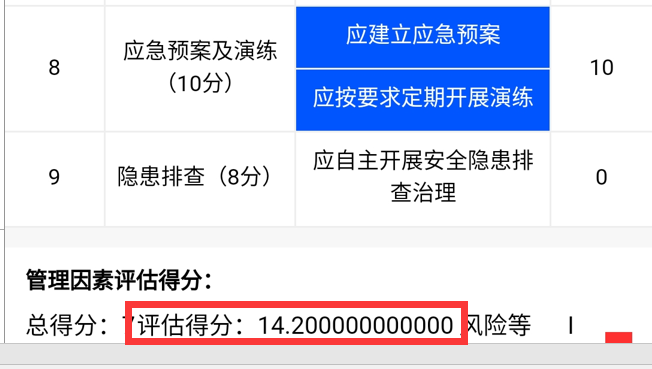 8
应急预案及演练
（10分）
应建立应急预案
应按要求定期开展演练
10
9
隐患排查（8分）
应自主开展安全隐患排
查治理
0
管理因素评估得分：
总得分：7评估得分：14.200000000000 风险等 I